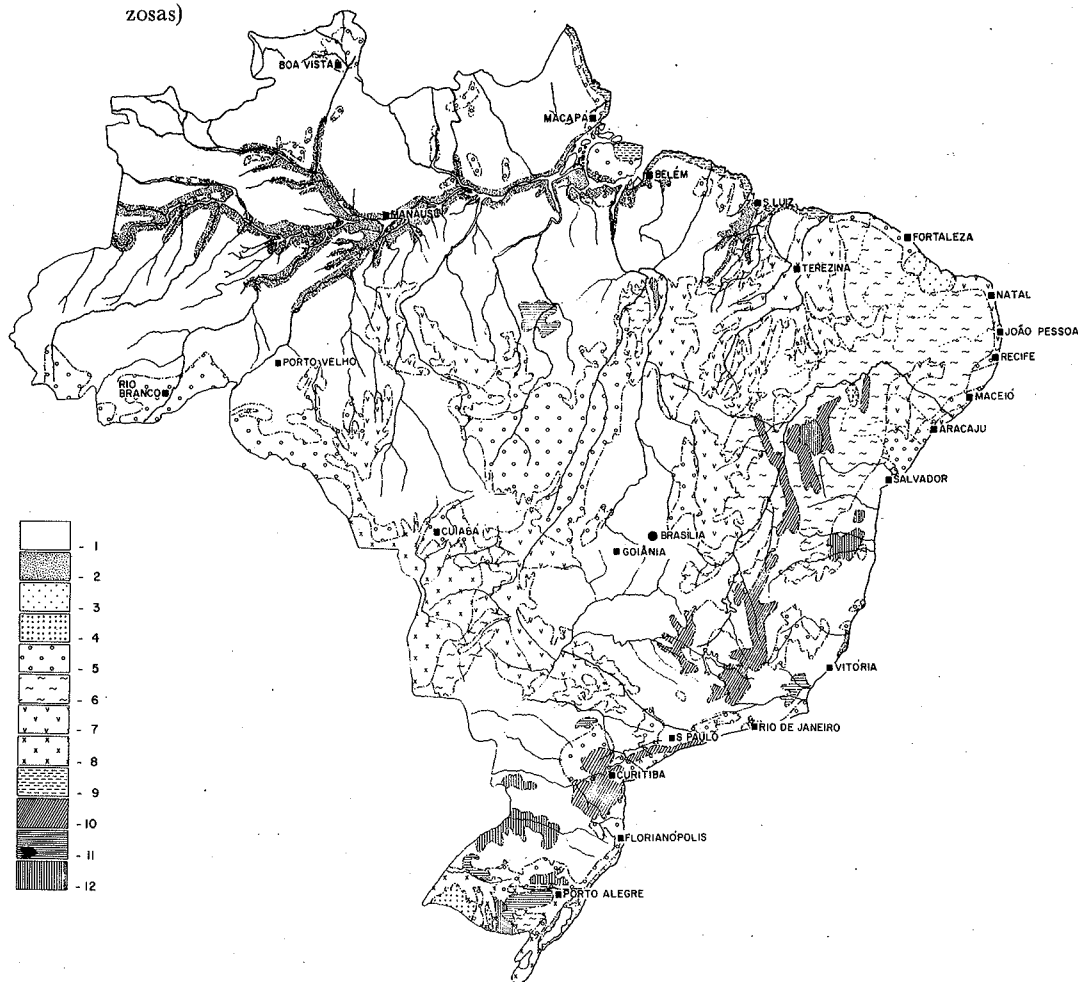 zosas)
BOA VISTA
MACAPÁ
BELÉM
MANAUS
S. LUIZ
FORTALEZA
TEREZINA
NATAL
JOÃO PESSOA
PORTO VELHO
RECIFE
RIO
BRANCO
MACEIÓ
ARACAJU
SALVADOR
CUIABÁ
BRASÍLIA
GOIÂNIA
VITÓRIA
RIO DE JANEIRO
S. PAULO
CURITIBA
FLORIANÓPOLIS
PORTO ALEGRE
- 1
- 2
- 3
- 4
- 5
- 6
- 7
- 8
- 9
- 10
- 11
- 12